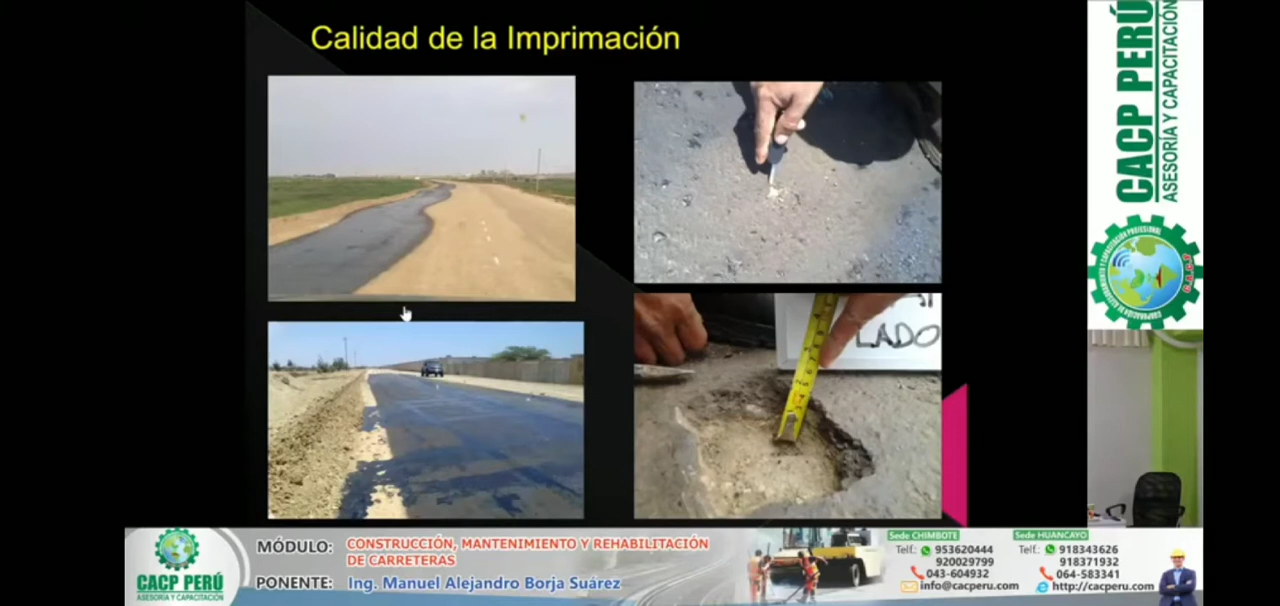 Calidad de la Imprimación
LADO
CACP PERÚ
ASESORÍA Y CAPACITACIÓN
C.A.C.P.
CACP PERÚ
ASESORÍA Y CAPACITACIÓN
MÓDULO: CONSTRUCCIÓN, MANTENIMIENTO Y REHABILITACIÓN
DE CARRETERAS
PONENTE: Ing. Manuel Alejandro Borja Suárez
Sede CHIMBOTE
Telf.: 953620444
920029799
043-604932
info@cacperu.com
Sede HUANCAYO
Telf.: 918343626
918371932
064-583341
http://cacperu.com